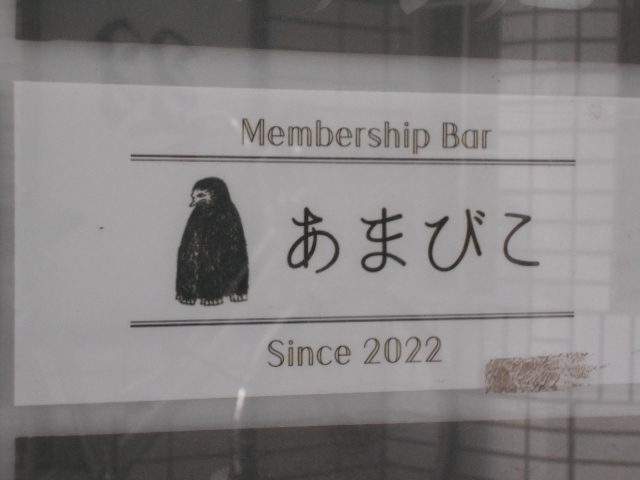 Membership Bar
あまびこ
Since 2022